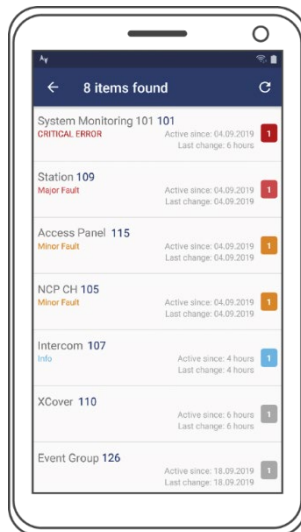 8 items found
System Monitoring 101 101
CRITICAL ERROR
Active since: 04.09.2019
Last change: 6 hours
1
Station 109
Major Fault
Active since: 04.09.2019
Last change: 04.09.2019
1
Access Panel 115
Minor Fault
Active since: 04.09.2019
Last change: 04.09.2019
1
NCP CH 105
Minor Fault
Active since: 04.09.2019
Last change: 04.09.2019
1
Intercom 107
Info
Active since: 4 hours
Last change: 4 hours
1
XCover 110
Active since: 6 hours
Last change: 6 hours
1
Event Group 126
Active since: 18.09.2019
Last change: 18.09.2019
1